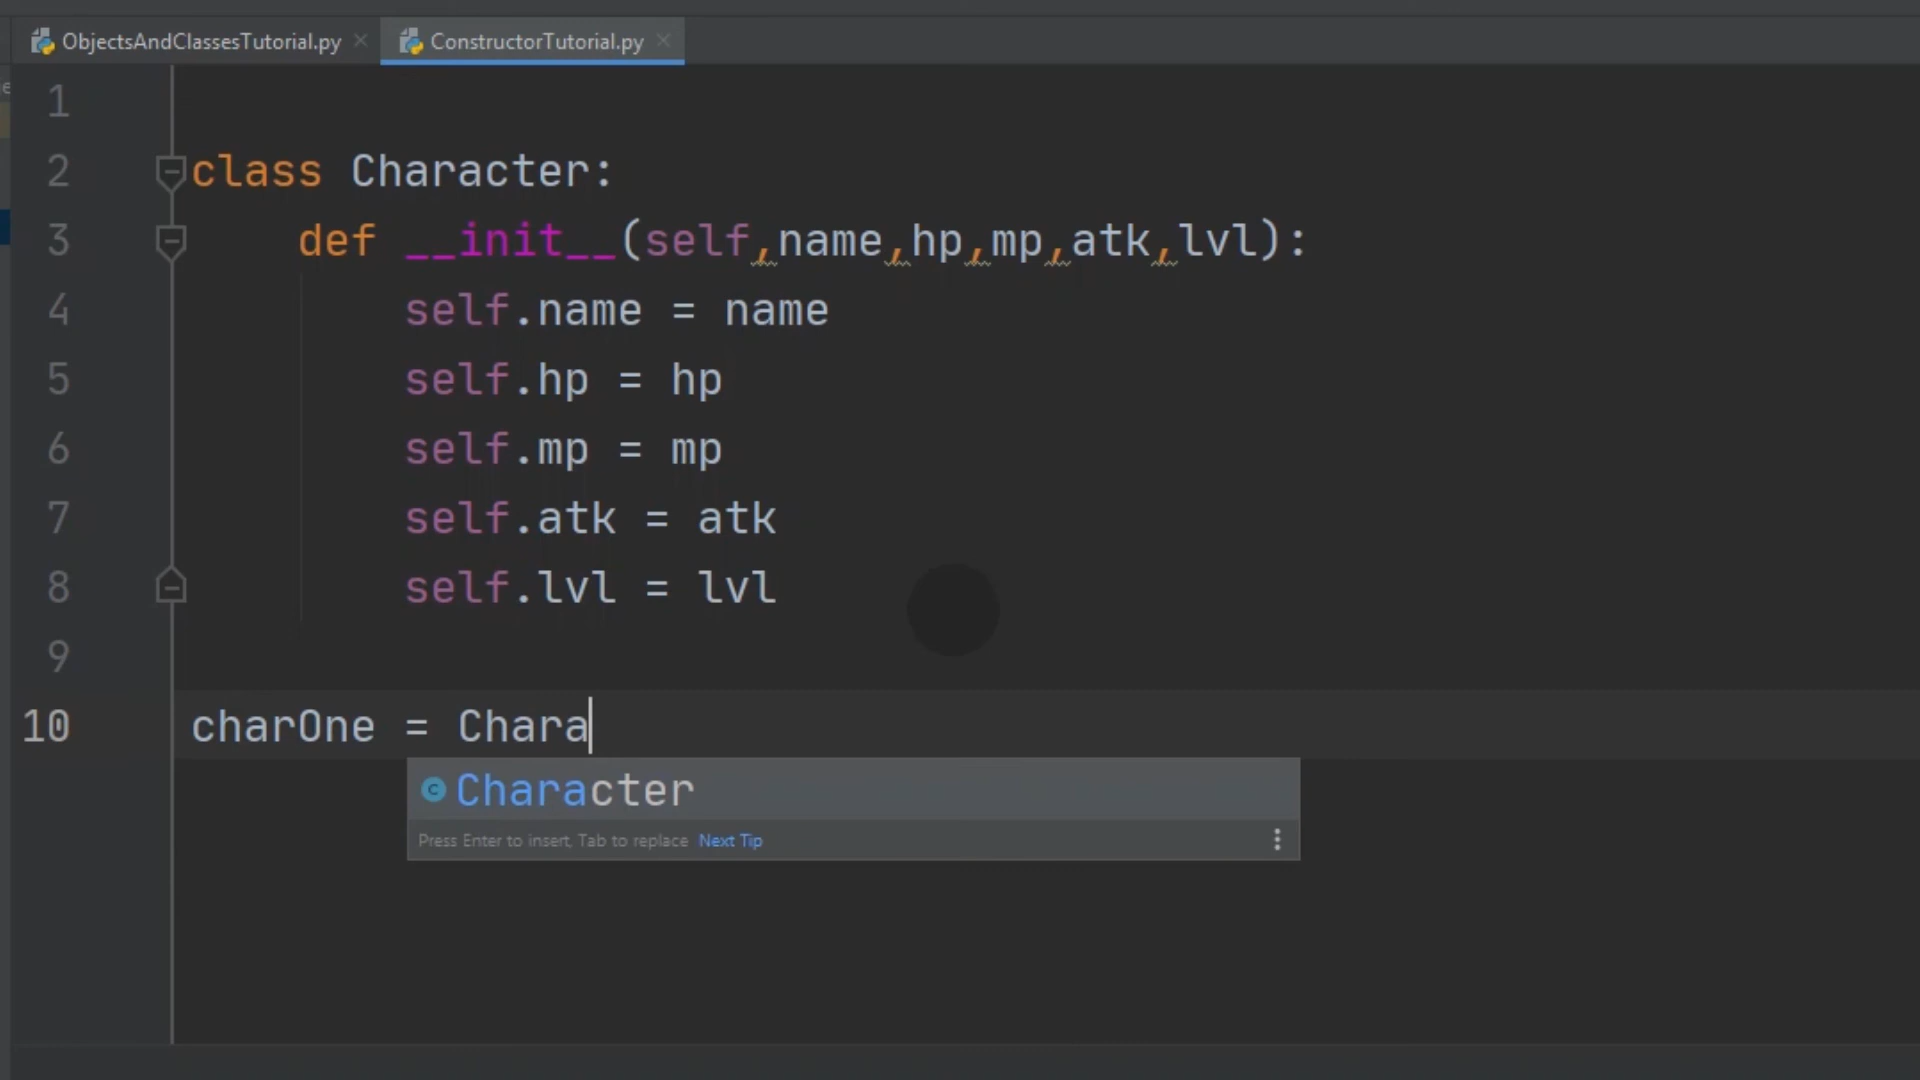 ObjectsAndClassesTutorial.py ConstructorTutorial.py
1
2 class Character:
3 def __init__(self,name,hp,mp,atk,lvl):
4 self.name = name
5 self.hp = hp
6 self.mp = mp
7 self.atk = atk
8 self.lvl = lvl
9
10 charOne = Chara
Character
Press Enter to insert, Tab to replace Next Tip